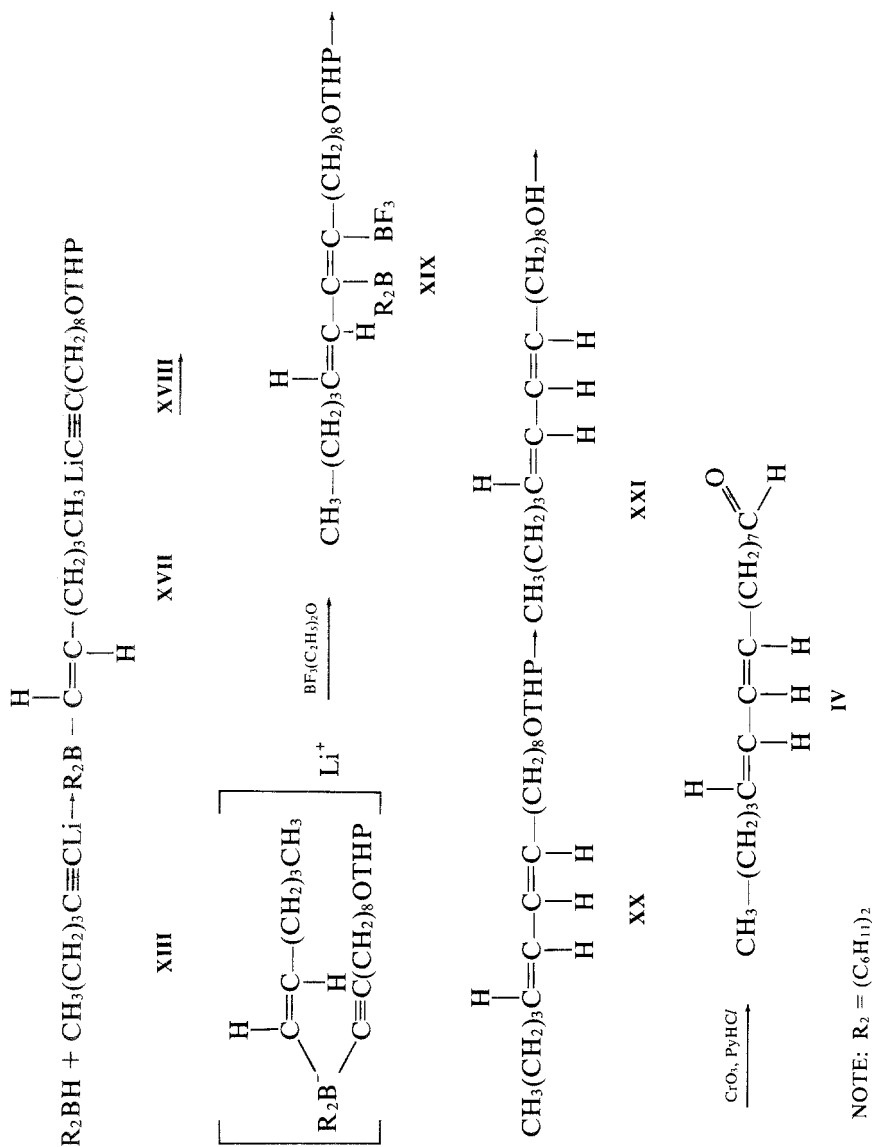 R₂BH + CH₃(CH₂)₃C≡CLi→R₂B - C=C-(CH₂)₃CH₃ LiC≡C(CH₂)₈OTHP
H
H
XIII XVII XVIII
R₂B⁻
H
C=C
(CH₂)₃CH₃
H
C≡C(CH₂)₈OTHP
Li⁺
BF₃(C₂H₅)₂O
H
CH₃—(CH₂)₃C=C—C=C—(CH₂)₈OTHP→
H R₂B BF₃
XIX
H
CH₃(CH₂)₃C=C—C=C—(CH₂)₈OTHP→
H H H
XX
H
CH₃(CH₂)₃C=C—C=C—(CH₂)₈OH→
H H H
XXI
CrO₃, PyHCl
H
CH₃—(CH₂)₃C=C—C=C—(CH₂)₇C
O
H
H H H
IV
NOTE: R₂ = (C₆H₁₁)₂